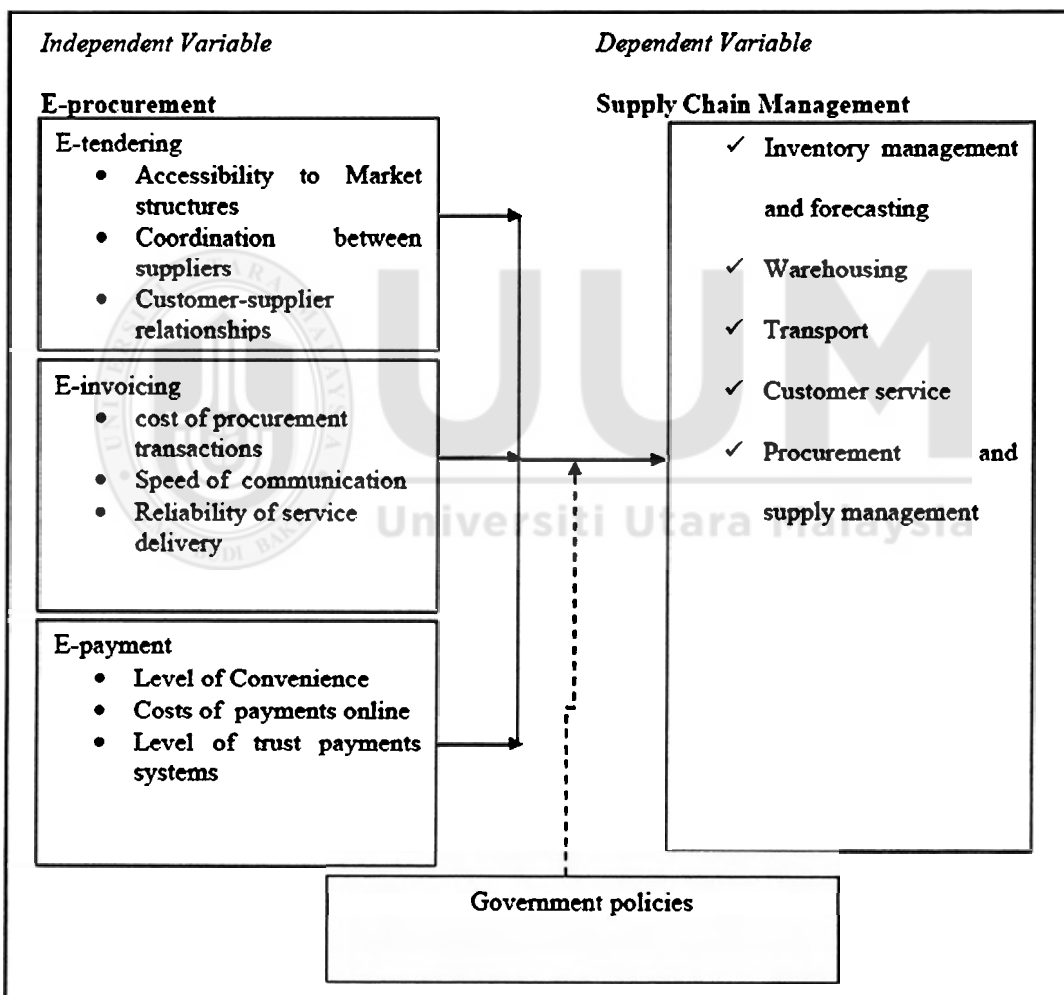 Independent Variable
Dependent Variable
E-procurement
Supply Chain Management
E-tendering
• Accessibility to Market
structures
• Coordination between
suppliers
• Customer-supplier
relationships
E-invoicing
• cost of procurement
transactions
• Speed of communication
• Reliability of service
delivery
E-payment
• Level of Convenience
• Costs of payments online
• Level of trust payments
systems
✓ Inventory management
and forecasting
✓ Warehousing
✓ Transport
✓ Customer service
✓ Procurement and
supply management
Government policies
UUM
Universiti Utara Malaysia
UNIVERSITI UTARA MALAYSIA